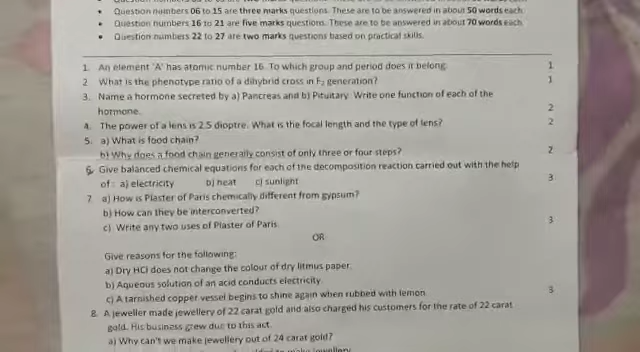 • Question numbers 06 to 15 are three marks questions. These are to be answered in about 50 words each
• Question numbers 16 to 21 are five marks questions. These are to be answered in about 70 words each
• Question numbers 22 to 27 are two marks questions based on practical skills.
1. An element 'A' has atomic number 16. To which group and period does it belong 1
2 What is the phenotype ratio of a dihybrid cross in F2 generation? 1
3. Name a hormone secreted by a) Pancreas and b) Pituitary Write one function of each of the
hormone. 2
4. The power of a lens is 2.5 dioptre. What is the focal length and the type of lens? 2
5. a) What is food chain?
b) Why does a food chain generally consist of only three or four steps? 2
6. Give balanced chemical equations for each of the decomposition reaction carried out with the help
of: a) electricity b) heat c) sunlight 3
7 a) How is Plaster of Paris chemically different from gypsum?
b) How can they be interconverted?
c) Write any two uses of Plaster of Paris 3
OR
Give reasons for the following:
a) Dry HCl does not change the colour of dry litmus paper.
b) Aqueous solution of an acid conducts electricity
c) A tarnished copper vessel begins to shine again when rubbed with lemon 3
8. A jeweller made jewellery of 22 carat gold and also charged his customers for the rate of 22 carat
gold. His business grew due to this act.
a) Why can't we make jewellery out of 24 carat gold?